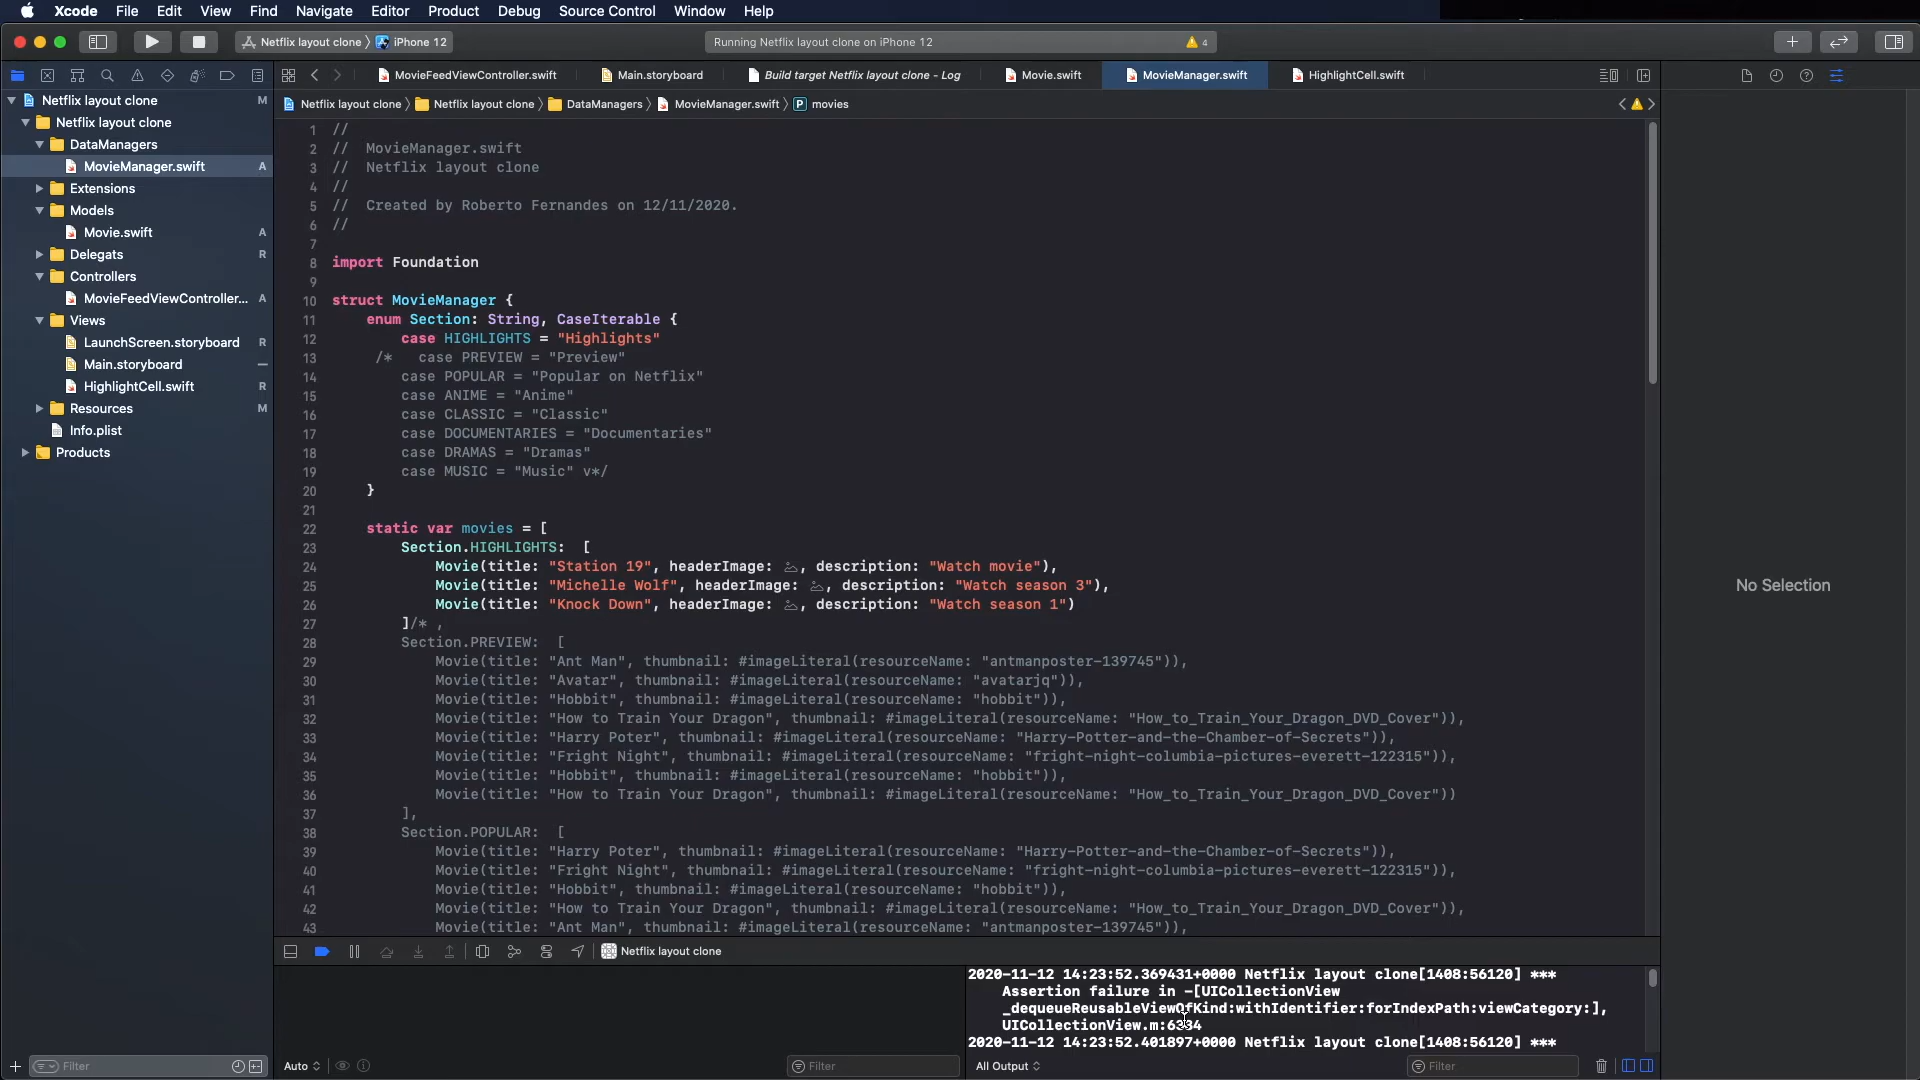 Xcode File Edit View Find Navigate Editor Product Debug Source Control Window Help
Netflix layout clone 〉 iPhone 12
Running Netflix layout clone on iPhone 12
4
MovieFeedViewController.swift
Main.storyboard
Build target Netflix layout clone - Log
Movie.swift
MovieManager.swift
HighlightCell.swift
Netflix layout clone 〉 Netflix layout clone 〉 DataManagers 〉 MovieManager.swift 〉 P movies
Netflix layout clone M
Netflix layout clone
DataManagers
MovieManager.swift A
Extensions
Models
Movie.swift A
Delegats R
Controllers
MovieFeedViewController... A
Views
LaunchScreen.storyboard R
Main.storyboard —
HighlightCell.swift R
Resources M
Info.plist
Products
1 //
2 //  MovieManager.swift
3 //  Netflix layout clone
4 //
5 //  Created by Roberto Fernandes on 12/11/2020.
6 //
7
8 import Foundation
9
10 struct MovieManager {
11     enum Section: String, CaseIterable {
12         case HIGHLIGHTS = "Highlights"
13      /*   case PREVIEW = "Preview"
14         case POPULAR = "Popular on Netflix"
15         case ANIME = "Anime"
16         case CLASSIC = "Classic"
17         case DOCUMENTARIES = "Documentaries"
18         case DRAMAS = "Dramas"
19         case MUSIC = "Music" v*/
20     }
21
22     static var movies = [
23         Section.HIGHLIGHTS:  [
24             Movie(title: "Station 19", headerImage: , description: "Watch movie"),
25             Movie(title: "Michelle Wolf", headerImage: , description: "Watch season 3"),
26             Movie(title: "Knock Down", headerImage: , description: "Watch season 1")
27         ]/* ,
28         Section.PREVIEW:  [
29             Movie(title: "Ant Man", thumbnail: #imageLiteral(resourceName: "antmanposter-139745")),
30             Movie(title: "Avatar", thumbnail: #imageLiteral(resourceName: "avatarjq")),
31             Movie(title: "Hobbit", thumbnail: #imageLiteral(resourceName: "hobbit")),
32             Movie(title: "How to Train Your Dragon", thumbnail: #imageLiteral(resourceName: "How_to_Train_Your_Dragon_DVD_Cover")),
33             Movie(title: "Harry Poter", thumbnail: #imageLiteral(resourceName: "Harry-Potter-and-the-Chamber-of-Secrets")),
34             Movie(title: "Fright Night", thumbnail: #imageLiteral(resourceName: "fright-night-columbia-pictures-everett-122315")),
35             Movie(title: "Hobbit", thumbnail: #imageLiteral(resourceName: "hobbit")),
36             Movie(title: "How to Train Your Dragon", thumbnail: #imageLiteral(resourceName: "How_to_Train_Your_Dragon_DVD_Cover"))
37         ],
38         Section.POPULAR:  [
39             Movie(title: "Harry Poter", thumbnail: #imageLiteral(resourceName: "Harry-Potter-and-the-Chamber-of-Secrets")),
40             Movie(title: "Fright Night", thumbnail: #imageLiteral(resourceName: "fright-night-columbia-pictures-everett-122315")),
41             Movie(title: "Hobbit", thumbnail: #imageLiteral(resourceName: "hobbit")),
42             Movie(title: "How to Train Your Dragon", thumbnail: #imageLiteral(resourceName: "How_to_Train_Your_Dragon_DVD_Cover")),
43             Movie(title: "Ant Man", thumbnail: #imageLiteral(resourceName: "antmanposter-139745")),
No Selection
Netflix layout clone
2020-11-12 14:23:52.369431+0000 Netflix layout clone[1408:56120] ***
Assertion failure in -[UICollectionView
_dequeueReusableViewOfKind:withIdentifier:forIndexPath:viewCategory:],
UICollectionView.m:6334
2020-11-12 14:23:52.401897+0000 Netflix layout clone[1408:56120] ***
Filter
Auto
Filter
All Output
Filter